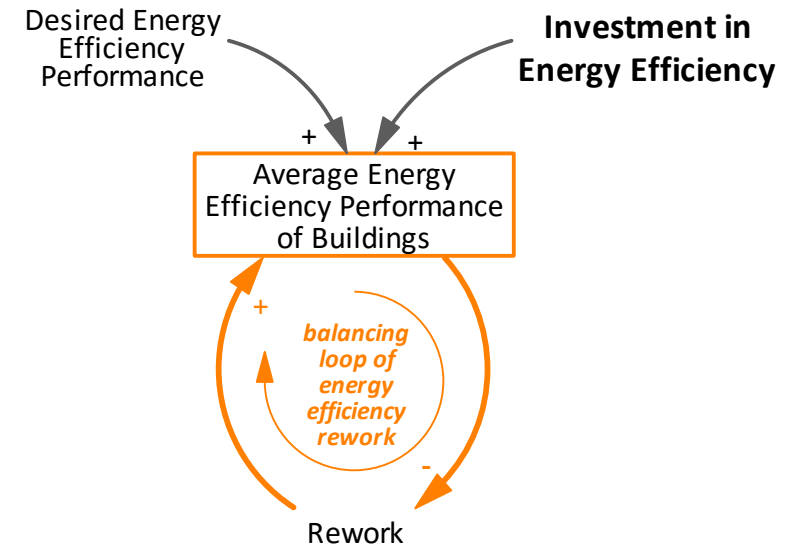 Desired Energy
Efficiency
Performance
Investment in
Energy Efficiency
+
+
Average Energy
Efficiency Performance
of Buildings
+
balancing
loop of
energy
efficiency
rework
-
Rework